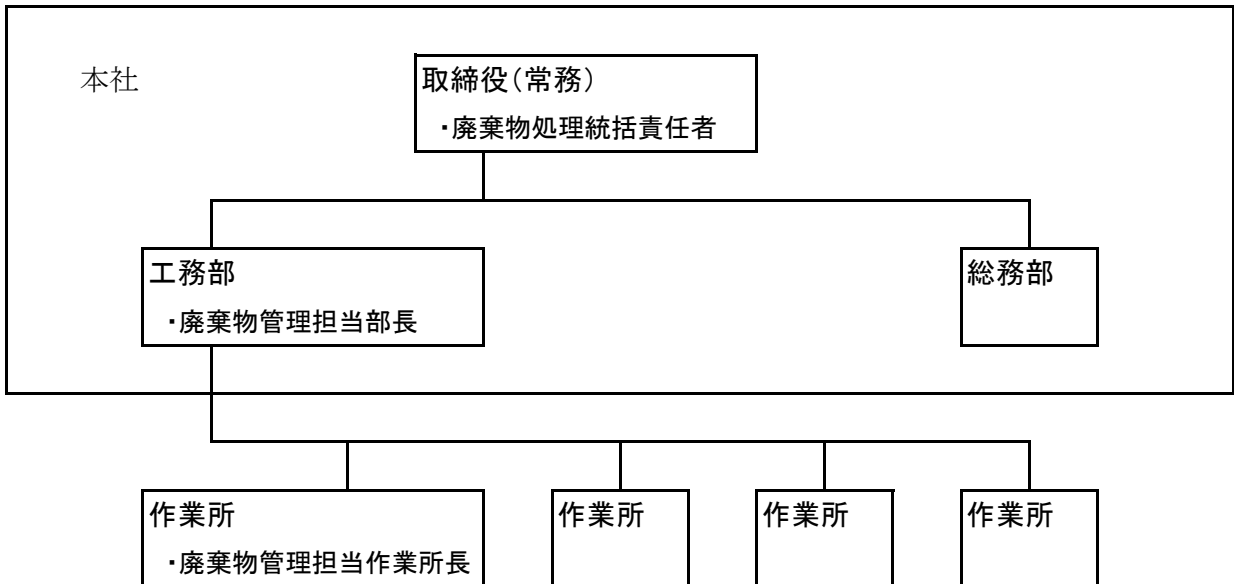 本社
取締役（常務）
・廃棄物処理統括責任者
工務部
・廃棄物管理担当部長
総務部
作業所
・廃棄物管理担当作業所長
作業所
作業所
作業所